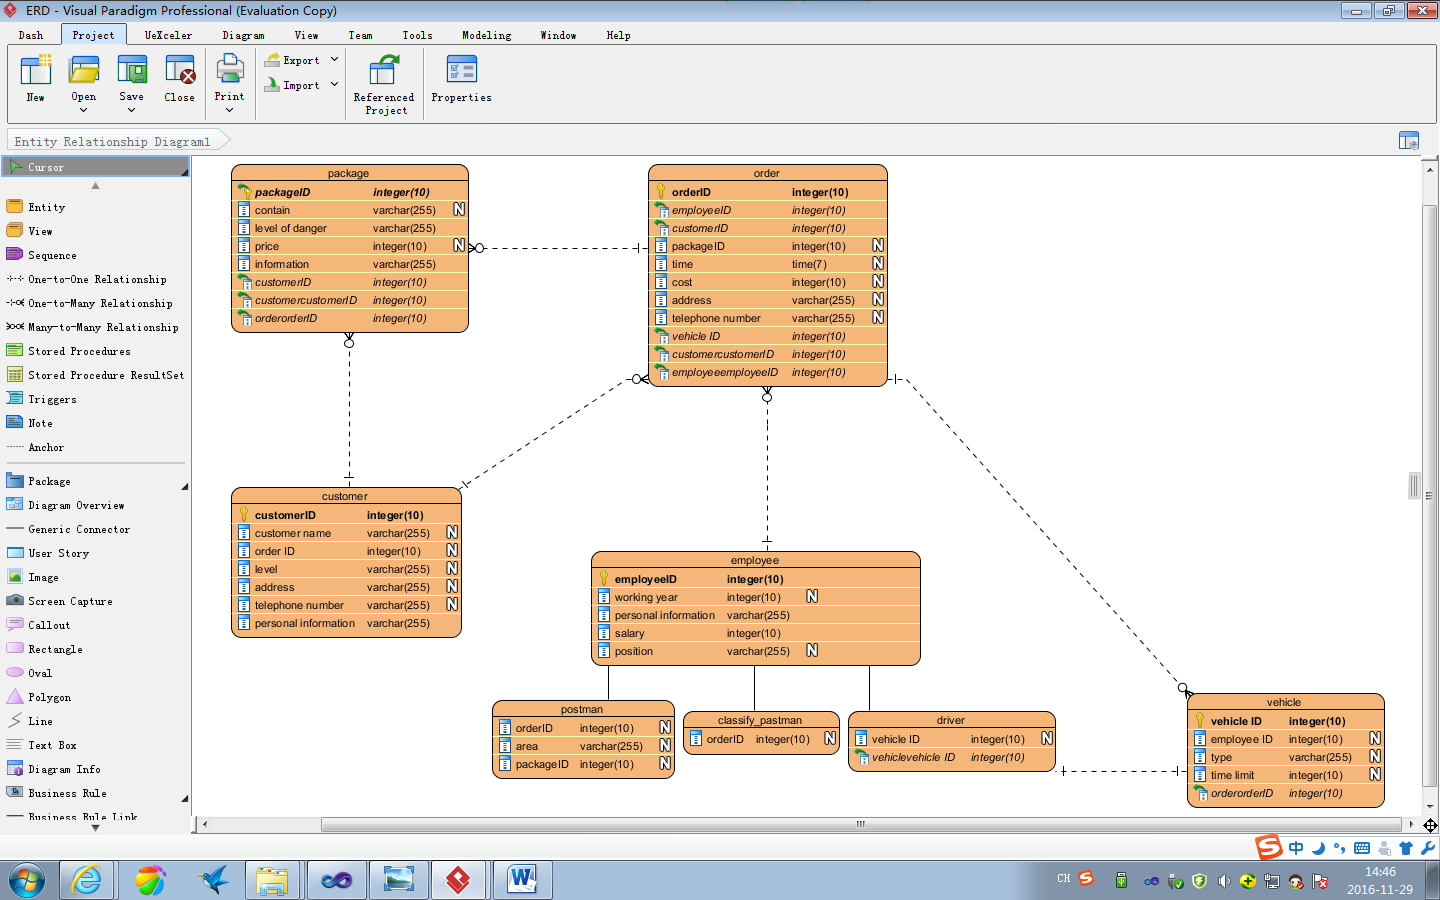 ERD - Visual Paradigm Professional (Evaluation Copy)
Dash Project UeXceler Diagram View Team Tools Modeling Window Help
New Open Save Close Print Export Import Referenced Project Properties
Entity Relationship Diagram1
Cursor
Entity
View
Sequence
One-to-One Relationship
One-to-Many Relationship
Many-to-Many Relationship
Stored Procedures
Stored Procedure ResultSet
Triggers
Note
Anchor
Package
Diagram Overview
Generic Connector
User Story
Image
Screen Capture
Callout
Rectangle
Oval
Polygon
Line
Text Box
Diagram Info
Business Rule
Business Rule Link
package
packageID integer(10)
contain varchar(255) N
level of danger varchar(255)
price integer(10) N
information varchar(255)
customerID integer(10)
customercustomerID integer(10)
orderorderID integer(10)
order
orderID integer(10)
employeeID integer(10)
customerID integer(10)
packageID integer(10) N
time time(7) N
cost integer(10) N
address varchar(255) N
telephone number varchar(255) N
vehicle ID integer(10)
customercustomerID integer(10)
employeeemployeeID integer(10)
customer
customerID integer(10)
customer name varchar(255) N
order ID integer(10) N
level varchar(255) N
address varchar(255) N
telephone number varchar(255) N
personal information varchar(255)
employee
employeeID integer(10)
working year integer(10) N
personal information varchar(255)
salary integer(10)
position varchar(255) N
postman
orderID integer(10) N
area varchar(255) N
packageID integer(10) N
classify_pastman
orderID integer(10) N
driver
vehicle ID integer(10) N
vehiclevehicle ID integer(10)
vehicle
vehicle ID integer(10)
employee ID integer(10) N
type varchar(255) N
time limit integer(10) N
orderorderID integer(10)
中
CH
14:46
2016-11-29